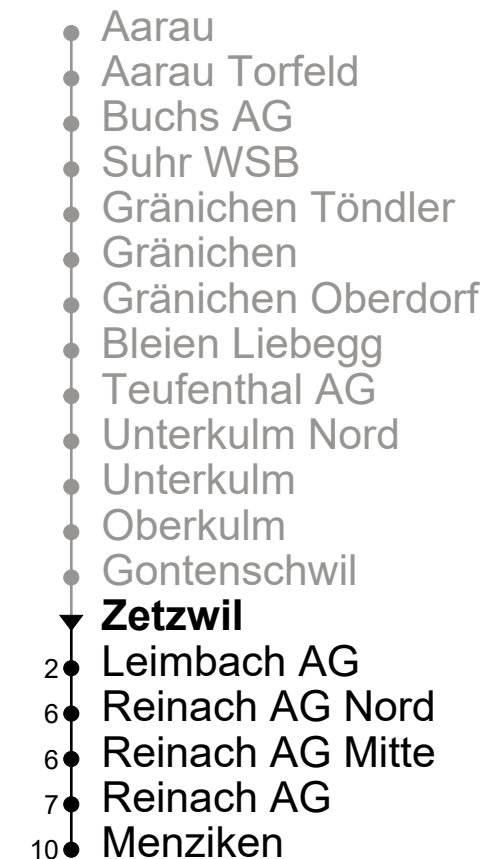 Aarau
Aarau Torfeld
Buchs AG
Suhr WSB
Gränichen Töndler
Gränichen
Gränichen Oberdorf
Bleien Liebegg
Teufenthal AG
Unterkulm Nord
Unterkulm
Oberkulm
Gontenschwil
Zetzwil
2 Leimbach AG
6 Reinach AG Nord
6 Reinach AG Mitte
7 Reinach AG
10 Menziken